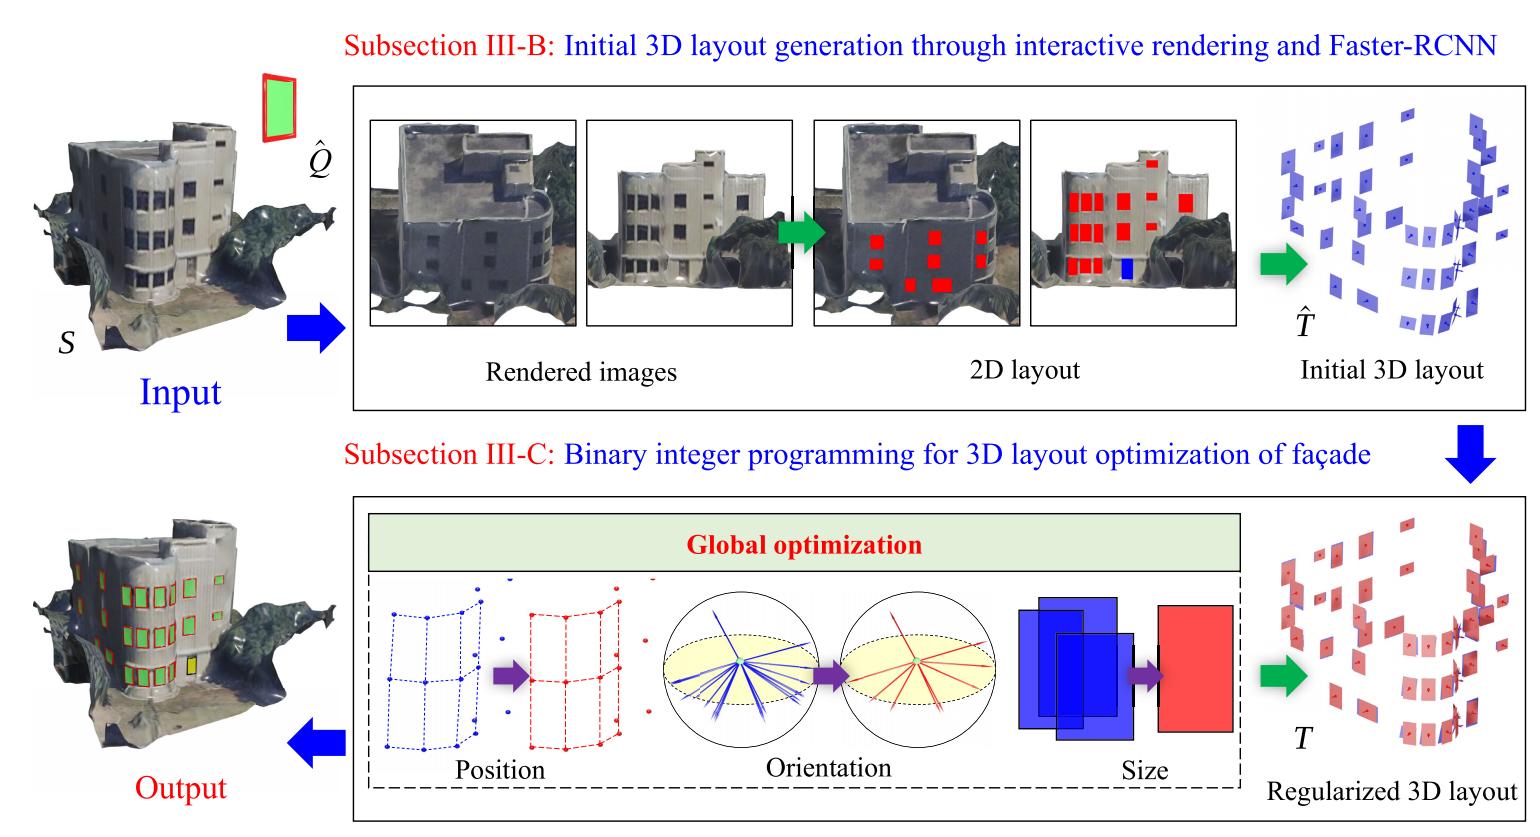 Subsection III-B: Initial 3D layout generation through interactive rendering and Faster-RCNN
Q̂
S
Input
Rendered images
2D layout
T̂
Initial 3D layout
Subsection III-C: Binary integer programming for 3D layout optimization of façade
Global optimization
Position
Orientation
Size
T
Regularized 3D layout
Output